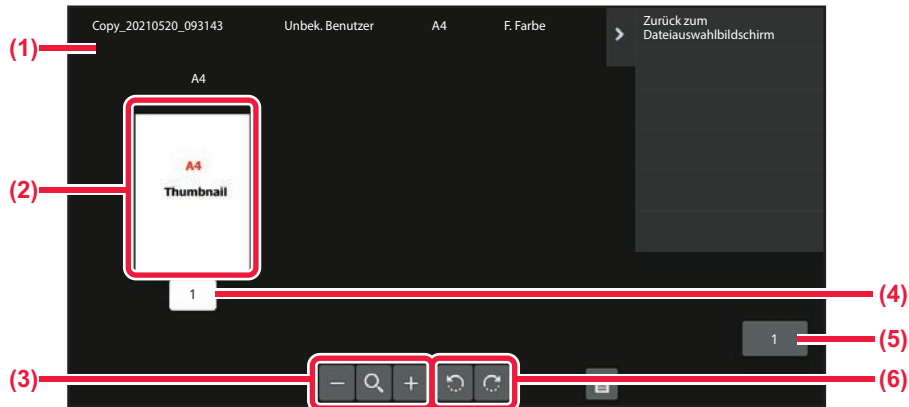 Copy_20210520_093143 Unbek. Benutzer A4 F. Farbe
Zurück zum
Dateiauswahlbildschirm
(1)
A4
A4
Thumbnail
(2)
1
(4)
1
(5)
(3)
(6)